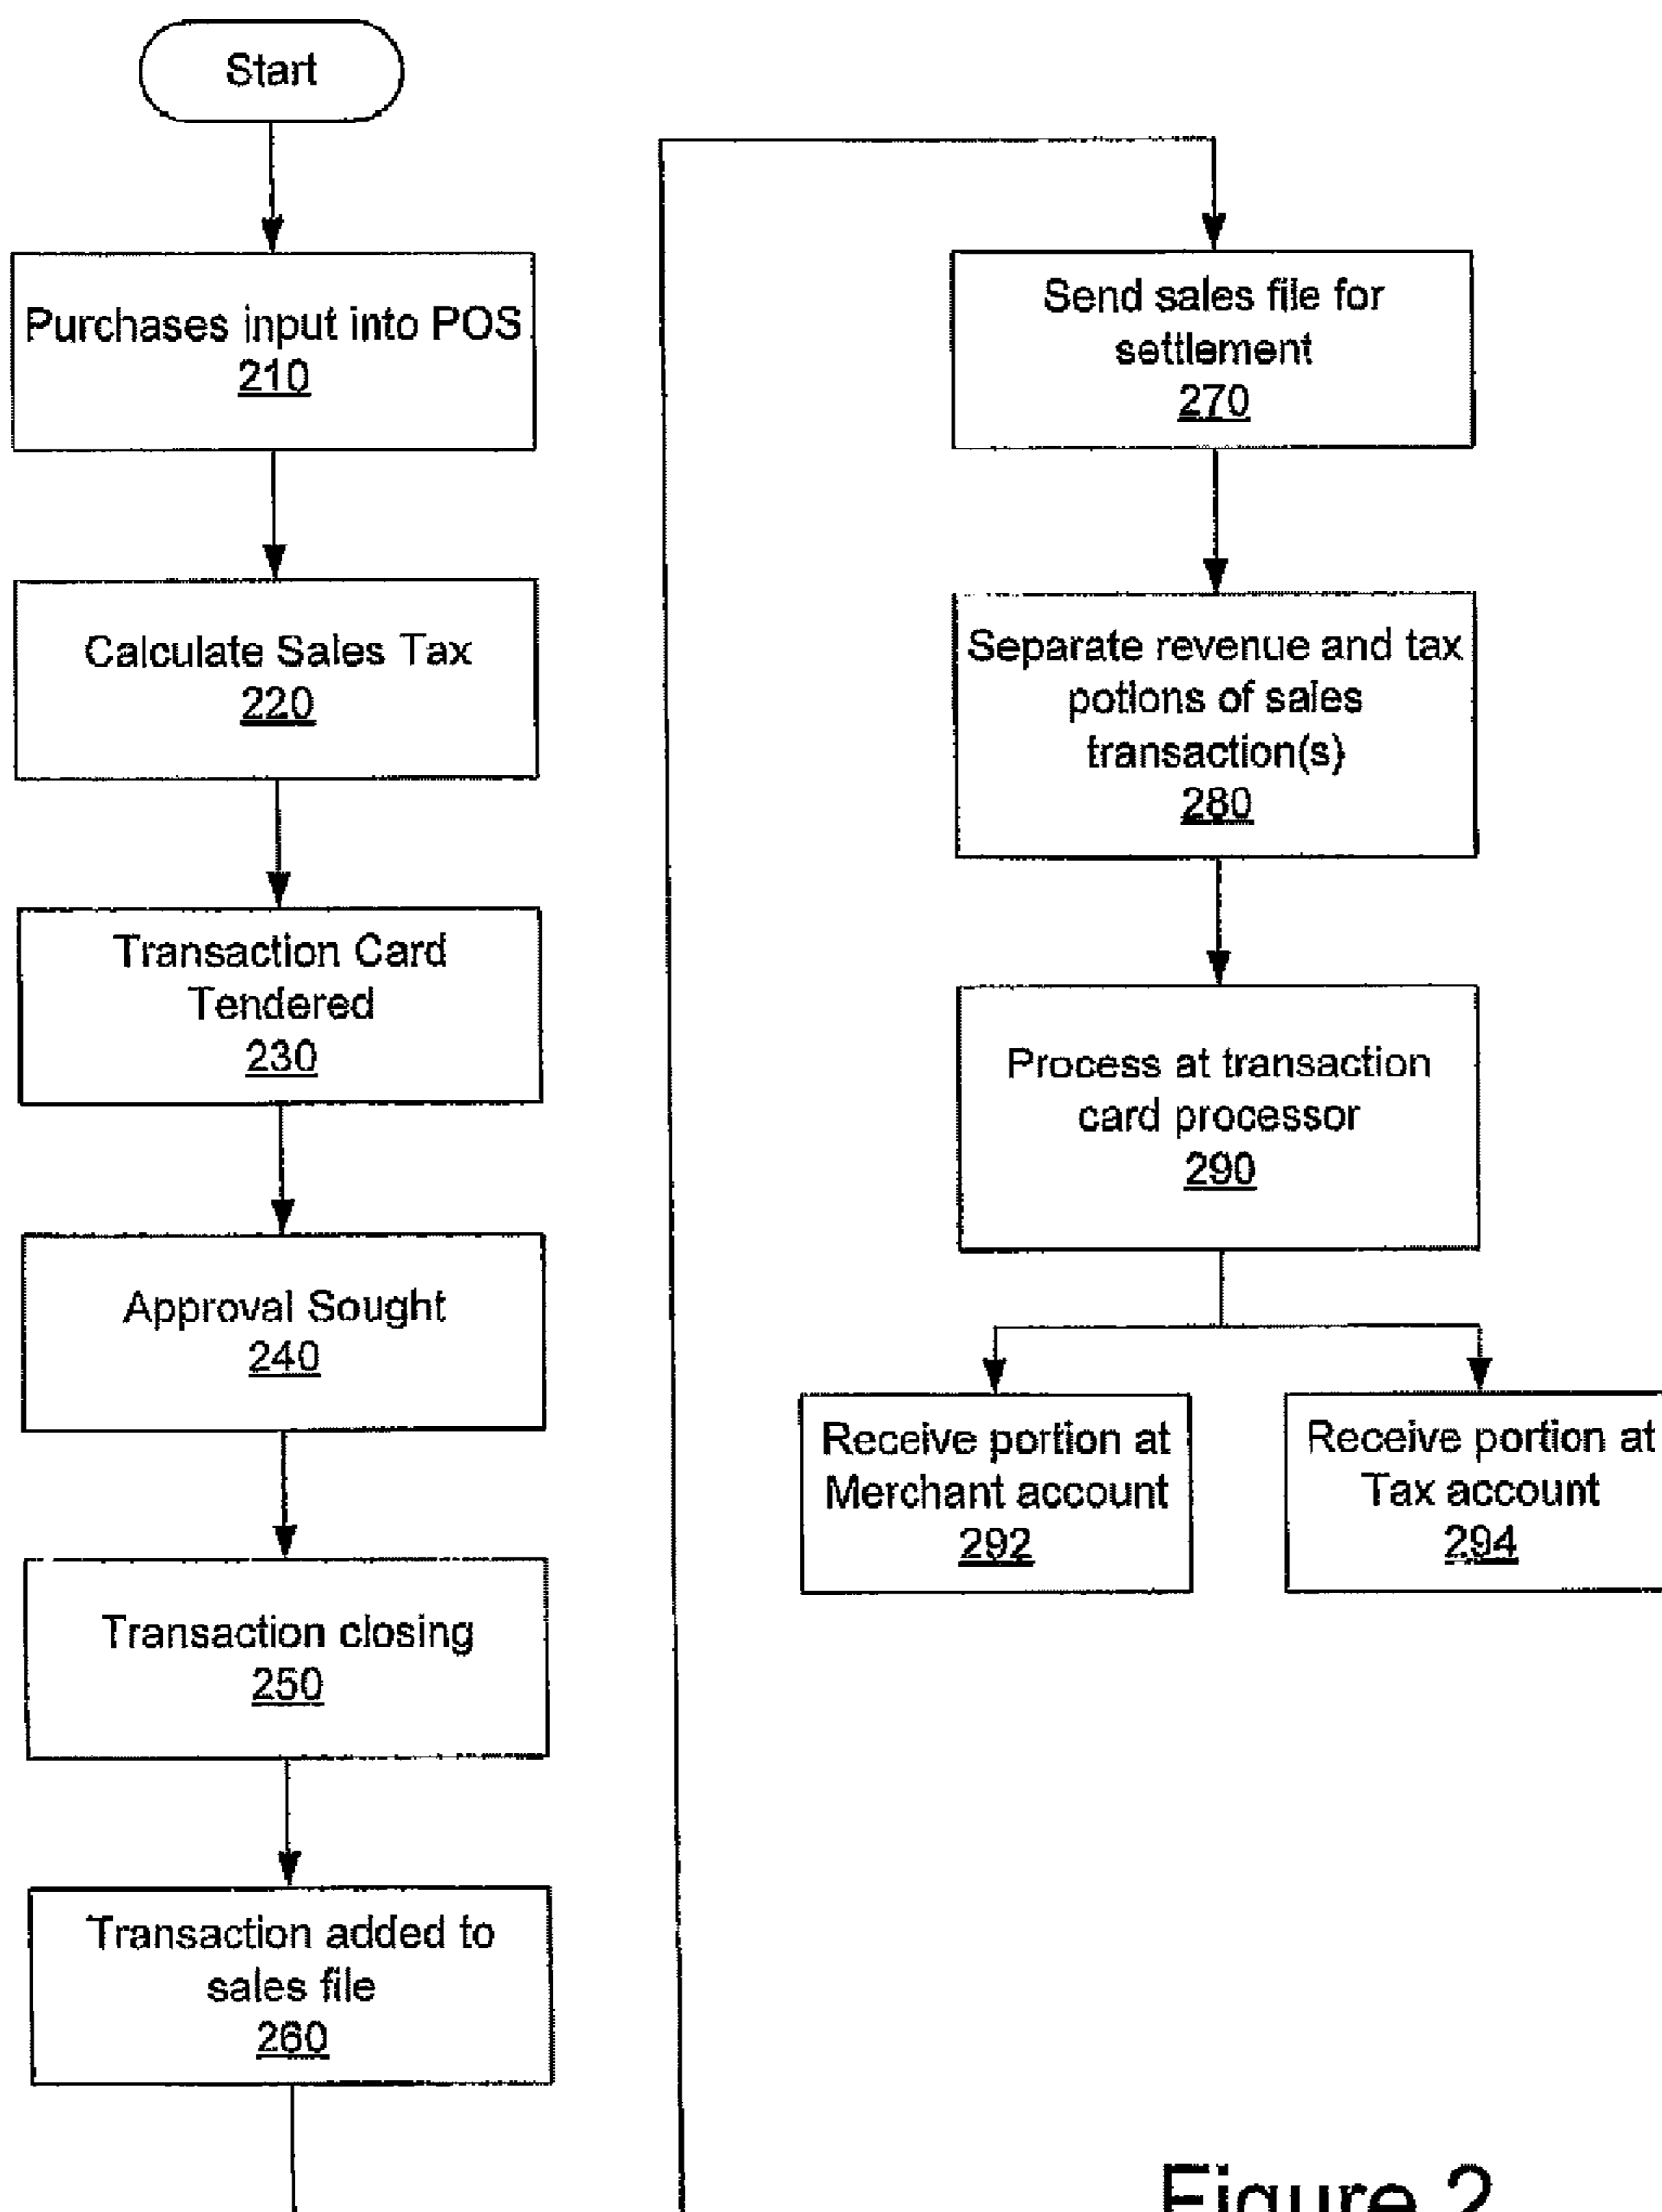 Start
Purchases input into POS
210
Calculate Sales Tax
220
Transaction Card
Tendered
230
Approval Sought
240
Transaction closing
250
Transaction added to
sales file
260
Send sales file for
settlement
270
Separate revenue and tax
potions of sales
transaction(s)
280
Process at transaction
card processor
290
Receive portion at
Merchant account
292
Receive portion at
Tax account
294
Figure 2